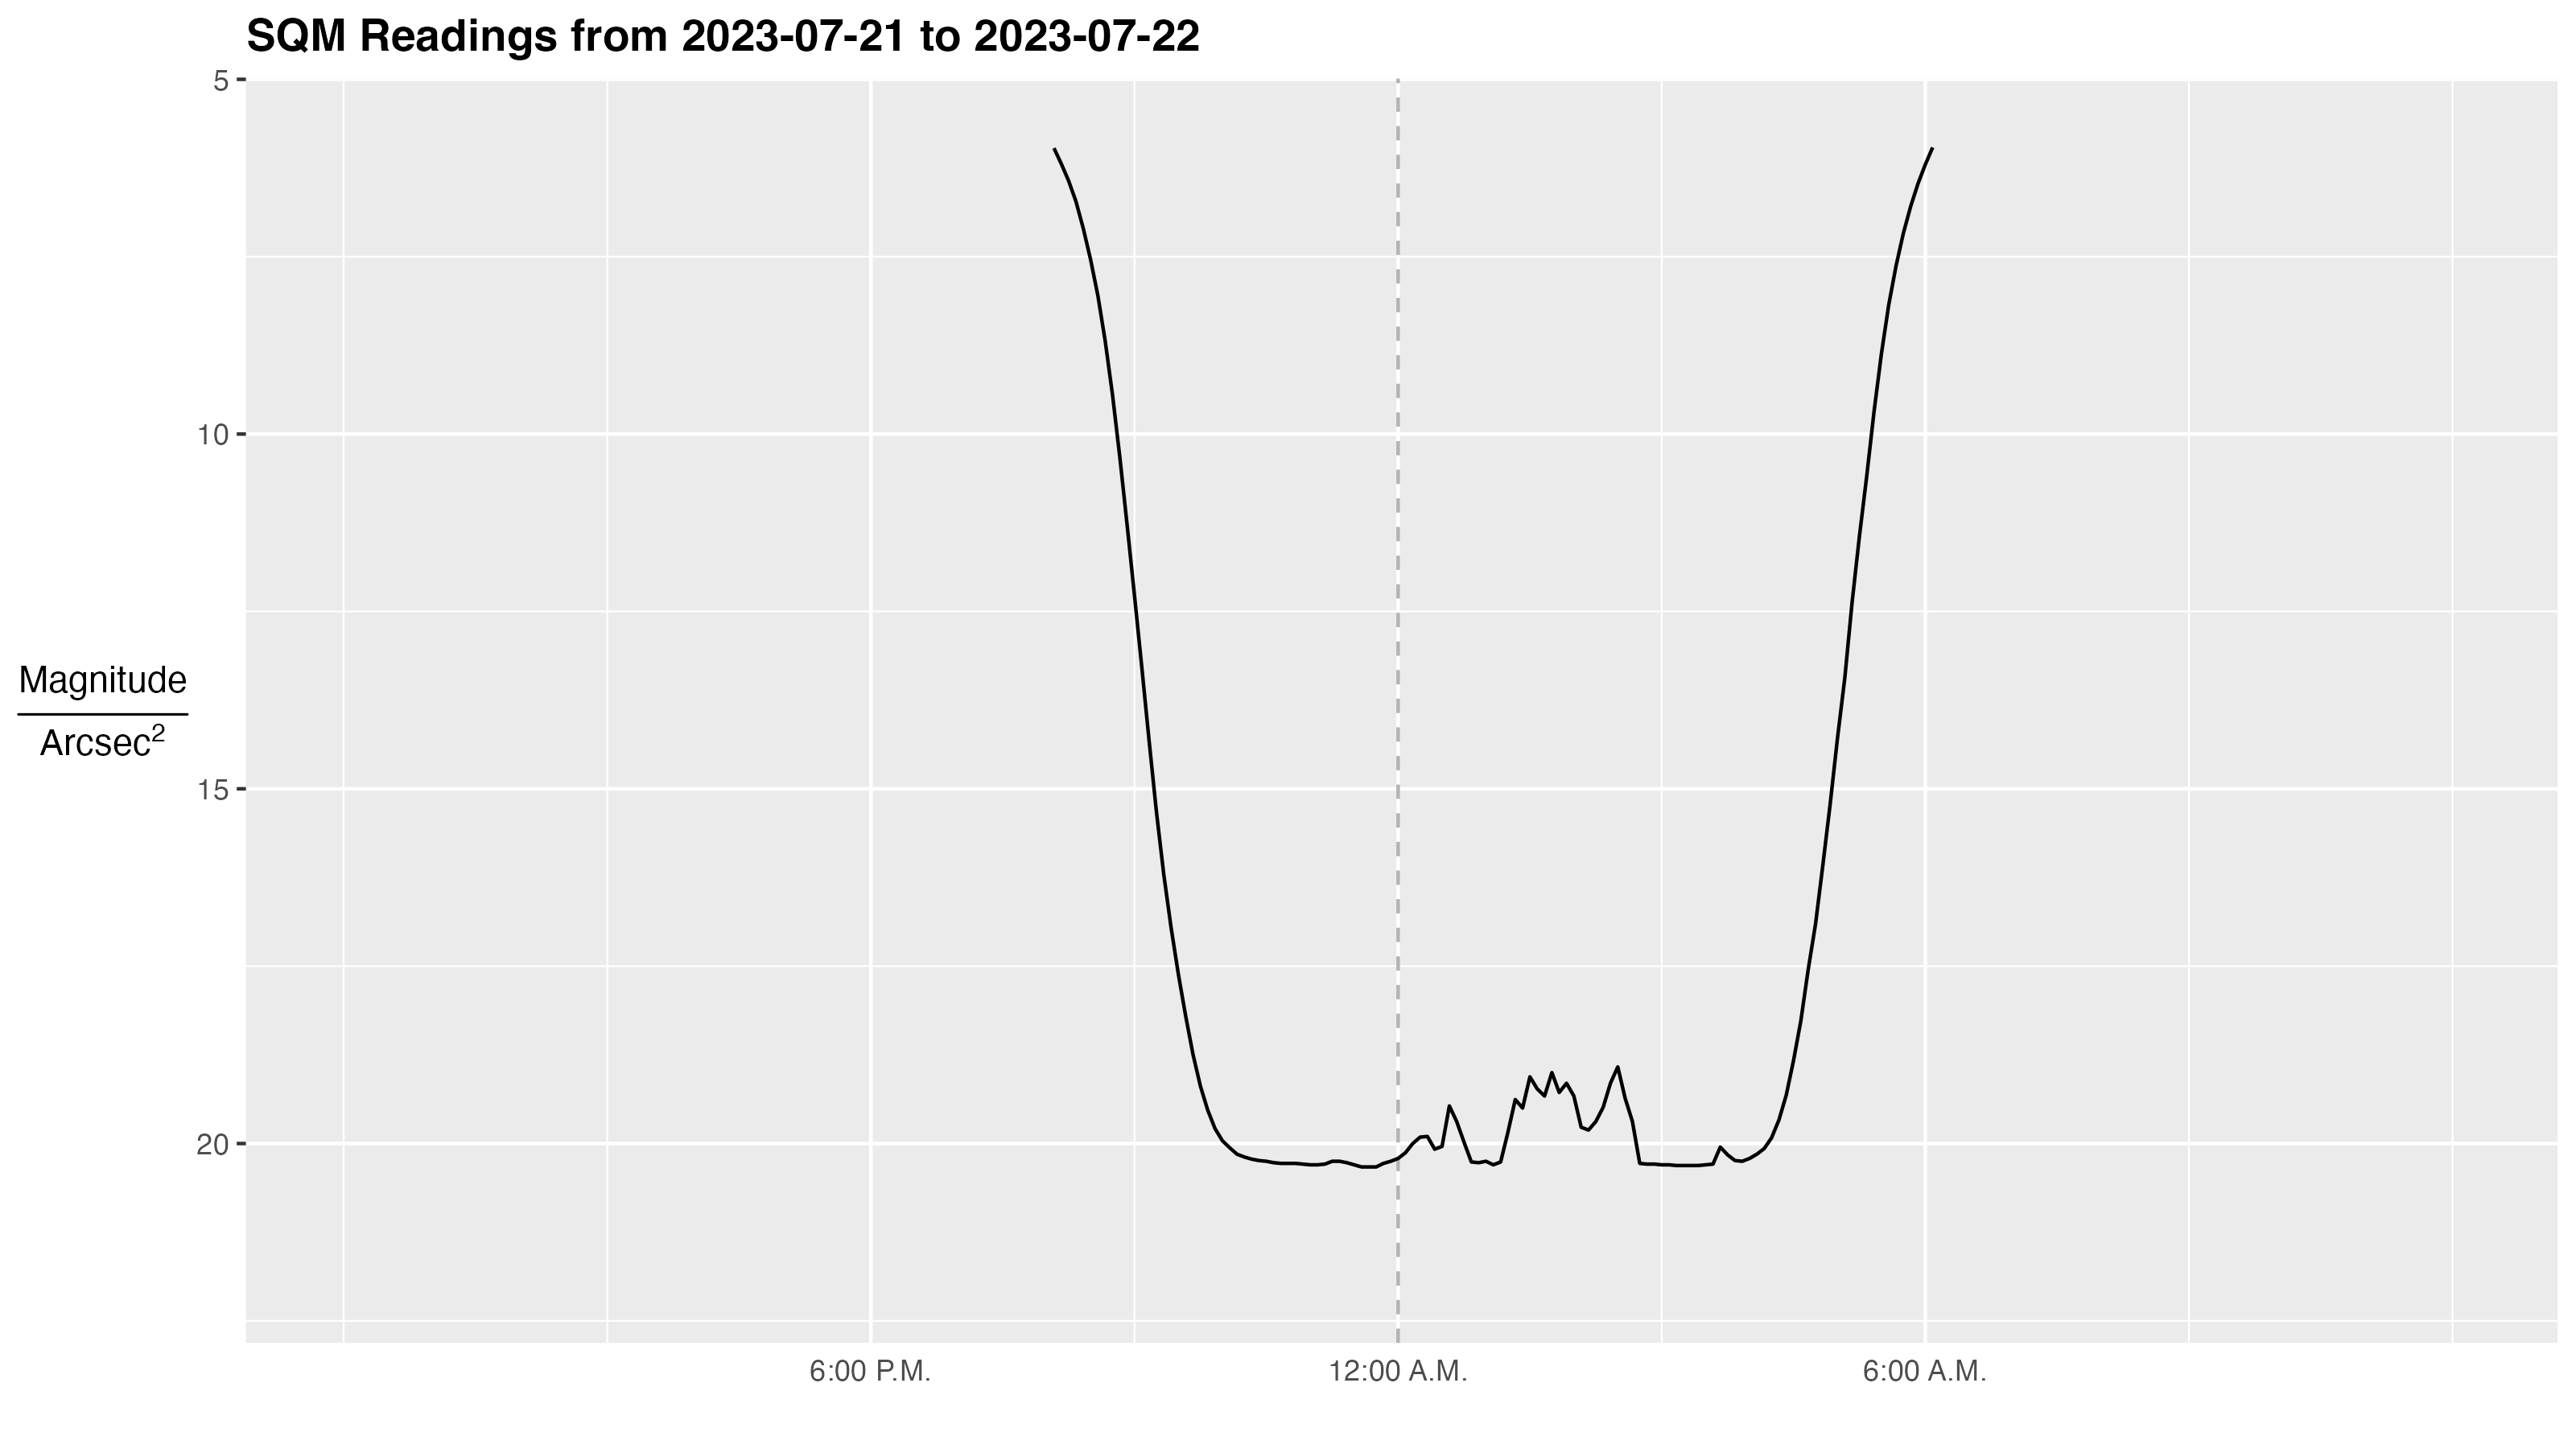 SQM Readings from 2023-07-21 to 2023-07-22
5
10
15
20
Magnitude
Arcsec²
6:00 P.M.
12:00 A.M.
6:00 A.M.